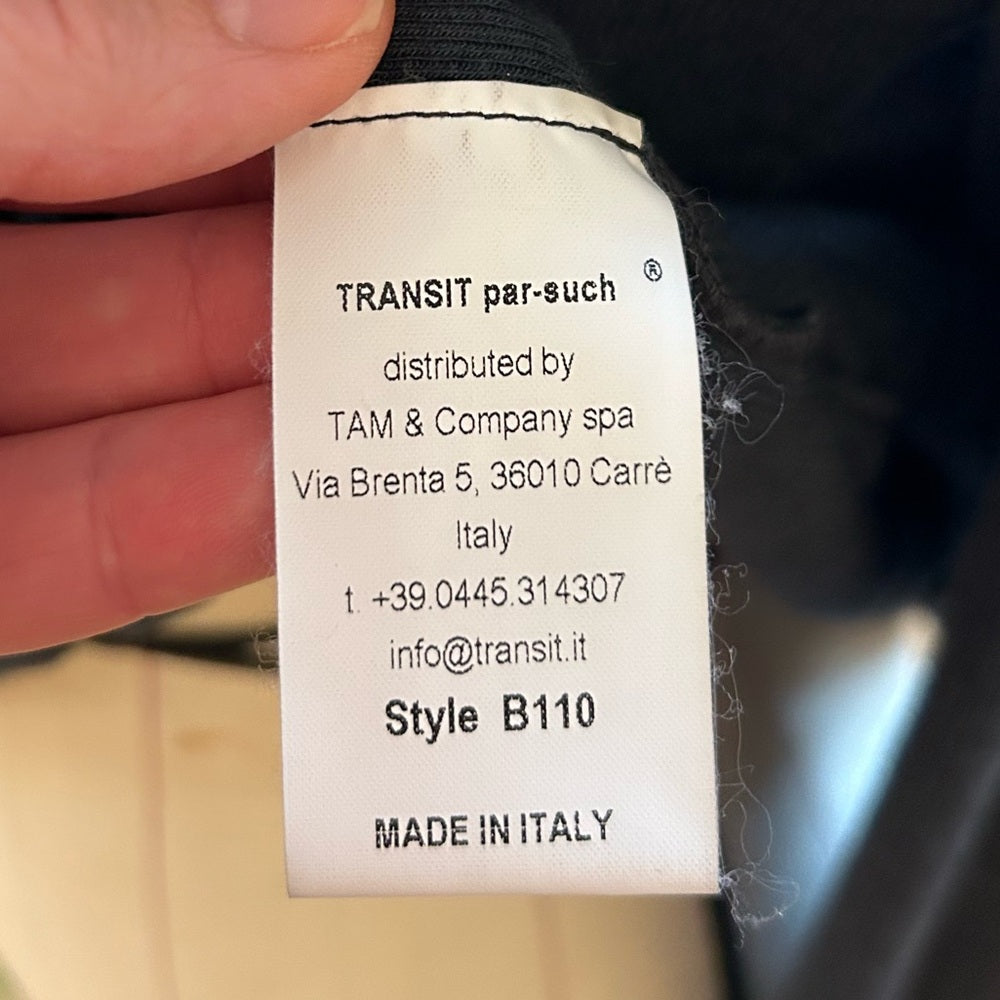 TRANSIT par-such ®
distributed by
TAM & Company spa
Via Brenta 5, 36010 Carrè
Italy
t. +39.0445.314307
info@transit.it
Style B110
MADE IN ITALY